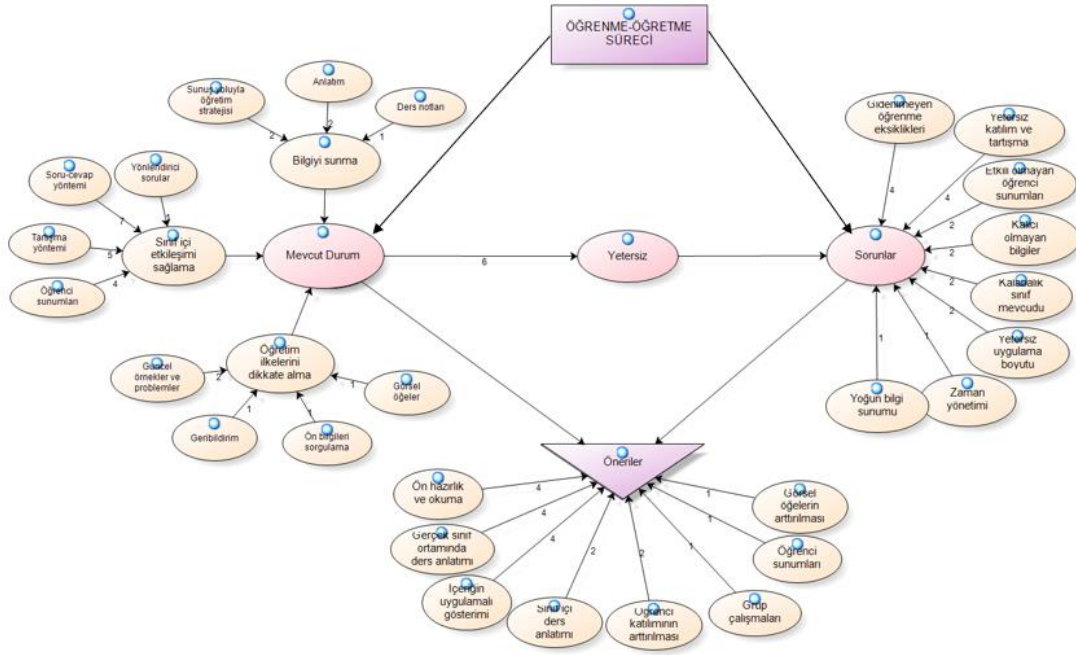 ÖĞRENME-ÖĞRETME
SÜRECİ
Sunuş yoluyla
öğretim
stratejisi
Anlatım
Ders notları
2
2
1
Bilgiyi sunma
Soru-cevap
yöntemi
Yönlendirici
sorular
Tartışma
yöntemi
Öğrenci
sunumları
7
5
4
Sınıf içi
etkileşimi
sağlama
Mevcut Durum
6
Yetersiz
Sorunlar
Giderilmeyen
öğrenme
eksiklikleri
Yetersiz
katılım ve
tartışma
Etkili olmayan
öğrenci
sunumları
Kalıcı
olmayan
bilgiler
Kalabalık
sınıf
mevcudu
Yetersiz
uygulama
boyutu
Zaman
yönetimi
Yoğun bilgi
sunumu
4
4
2
2
2
2
1
1
Öğretim
ilkelerini
dikkate alma
Güncel
örnekler ve
problemler
Geribildirim
Ön bilgileri
sorgulama
Görsel
öğeler
2
1
1
1
Öneriler
Ön hazırlık
ve okuma
Gerçek sınıf
ortamında
ders anlatımı
İçeriğin
uygulamalı
gösterimi
Sınıf içi
ders
anlatımı
Öğrenci
katılımının
arttırılması
Grup
çalışmaları
Öğrenci
sunumları
Görsel
öğelerin
arttırılması
4
4
4
2
2
1
1
1